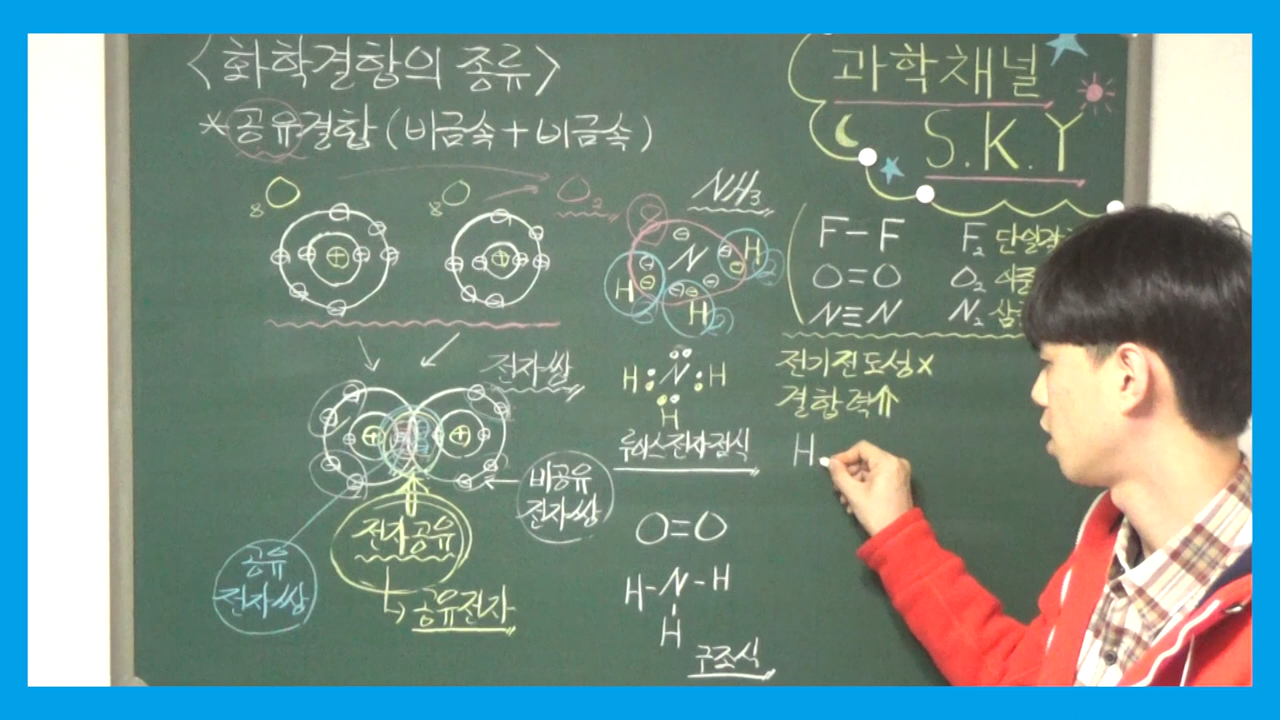 <화학결합의 종류>
*공유결합 (비금속+비금속)
과학채널
S.K.Y
₈O
₈O
O₂
NH₃
N
H
H
H
F-F F₂
O=O O₂
N≡N N₂
전기전도성×
결합력⇑
H
전자쌍
H:N:H
H
루이스전자점식
비공유
전자쌍
전자공유
공유전자
공유
전자쌍
O=O
H-N-H
H
구조식